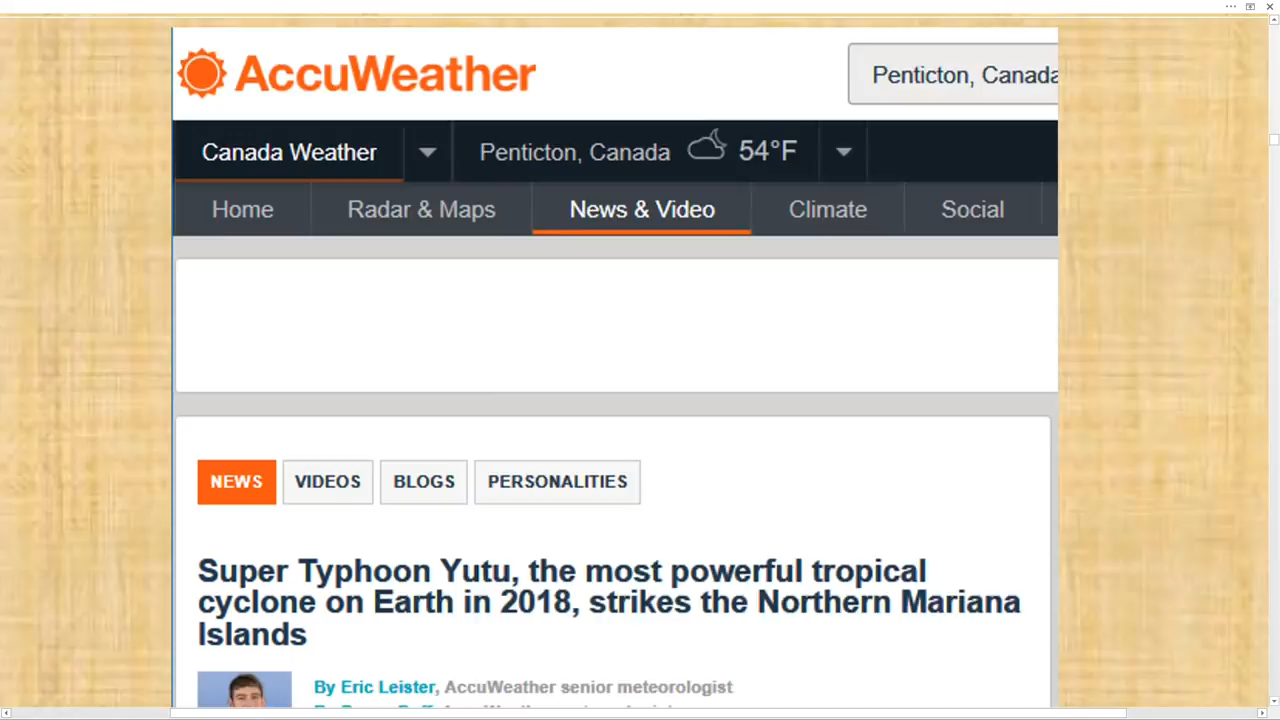 AccuWeather
Penticton, Canada
Canada Weather
Penticton, Canada 54°F
Home Radar & Maps News & Video Climate Social
NEWS VIDEOS BLOGS PERSONALITIES
Super Typhoon Yutu, the most powerful tropical
cyclone on Earth in 2018, strikes the Northern Mariana
Islands
By Eric Leister, AccuWeather senior meteorologist